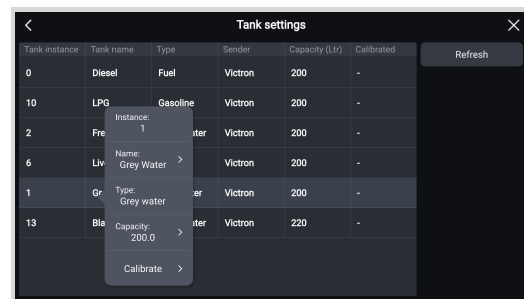 Tank settings
Tank instance Tank name Type Sender Capacity (Ltr) Calibrated
Refresh
0 Diesel Fuel Victron 200 -
10 LPG Gasoline Victron 200 -
Instance:
1
2 Victron 200 -
Name:
Grey Water
6 Victron 200 -
Type:
Grey water
1 Victron 200 -
Capacity:
200.0
13 Victron 220 -
Calibrate